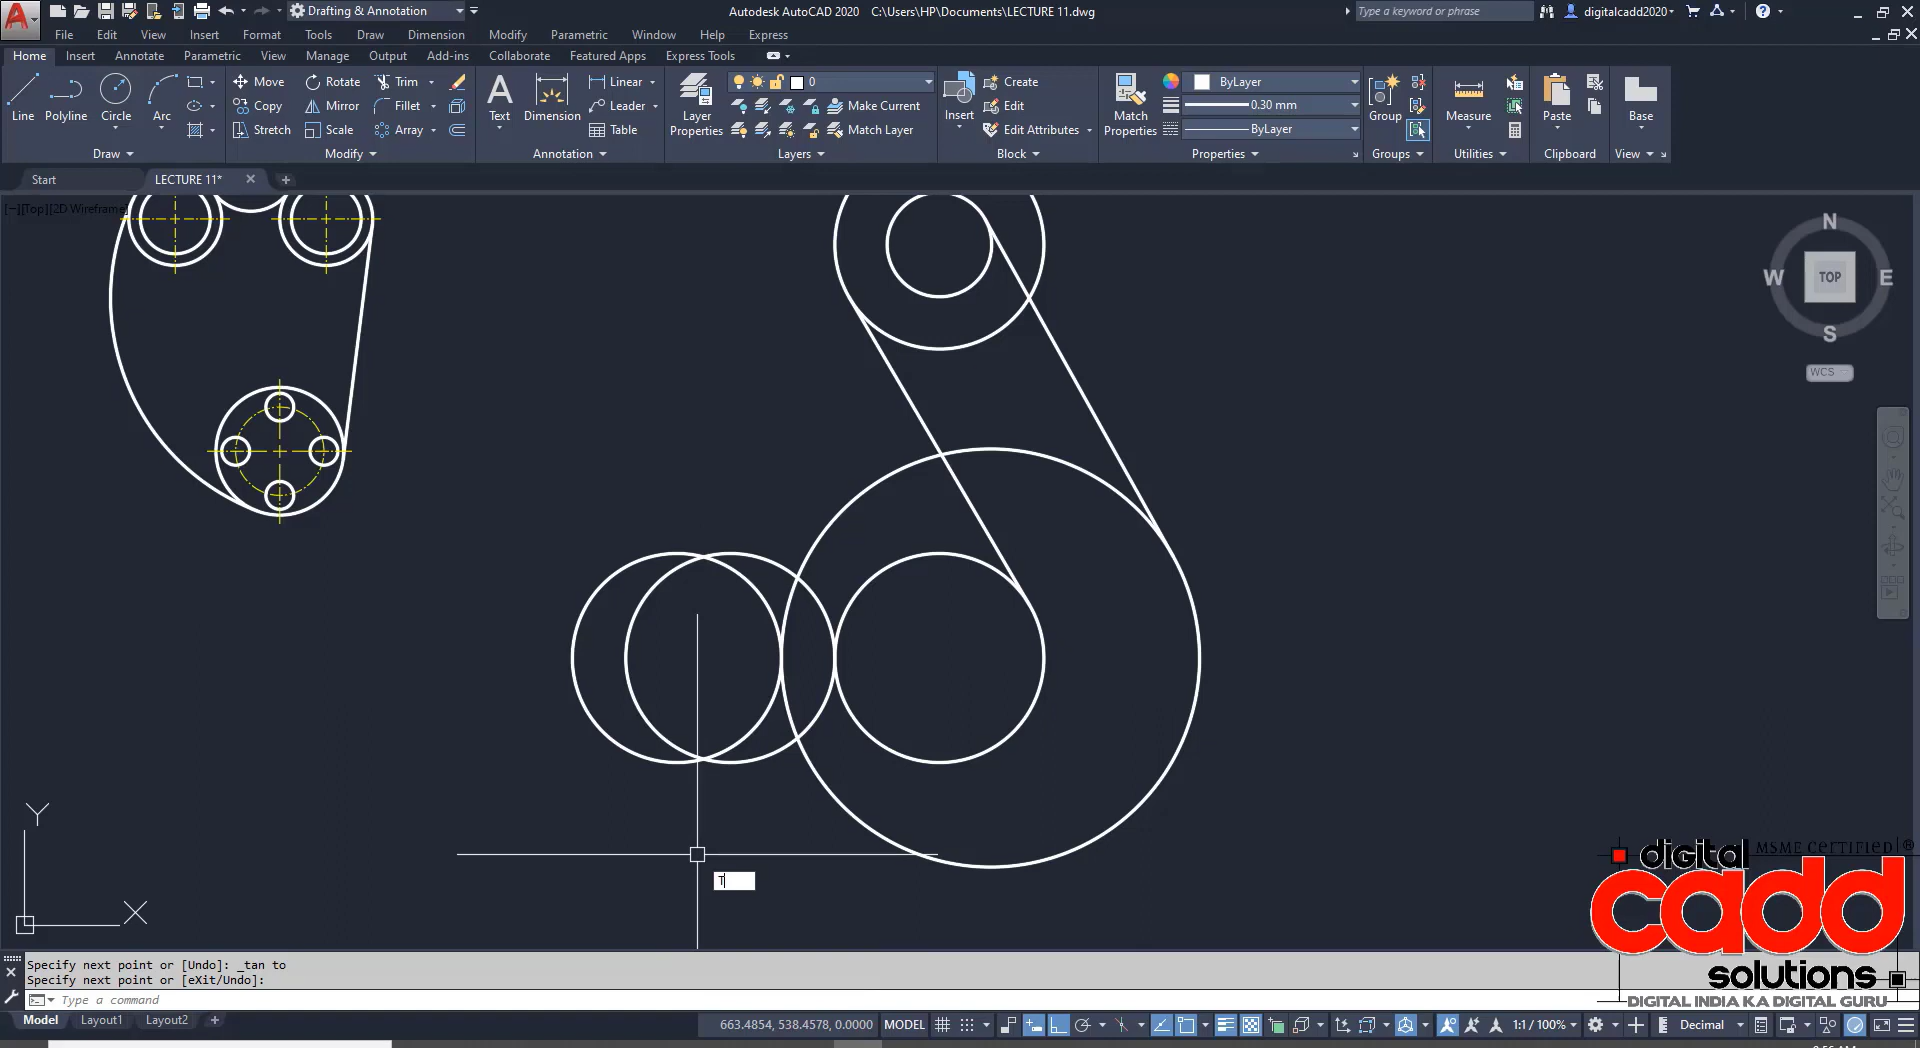 Drafting & Annotation
Autodesk AutoCAD 2020 C:\Users\HP\Documents\LECTURE 11.dwg
Type a keyword or phrase
digitalcadd2020
File Edit View Insert Format Tools Draw Dimension Modify Parametric Window Help Express
Home Insert Annotate Parametric View Manage Output Add-ins Collaborate Featured Apps Express Tools
Line Polyline Circle Arc
Move Rotate Trim
Copy Mirror Fillet
Stretch Scale Array
Text Dimension
Linear
Leader
Table
Layer Properties
0
Make Current
Match Layer
Insert
Create
Edit
Edit Attributes
Match Properties
ByLayer
0.30 mm
ByLayer
Group
Measure
Paste
Base
Draw Modify Annotation Layers Block Properties Groups Utilities Clipboard View
Start LECTURE 11*
[−][Top][2D Wireframe]
N
W TOP E
S
WCS
T
Y
X
Specify next point or [Undo]: _tan to
Specify next point or [eXit/Undo]:
Type a command
Model Layout1 Layout2 +
663.4854, 538.4578, 0.0000 MODEL
1:1 / 100%
Decimal
digital MSME CERTIFIED ®
cadd
solutions
DIGITAL INDIA KA DIGITAL GURU